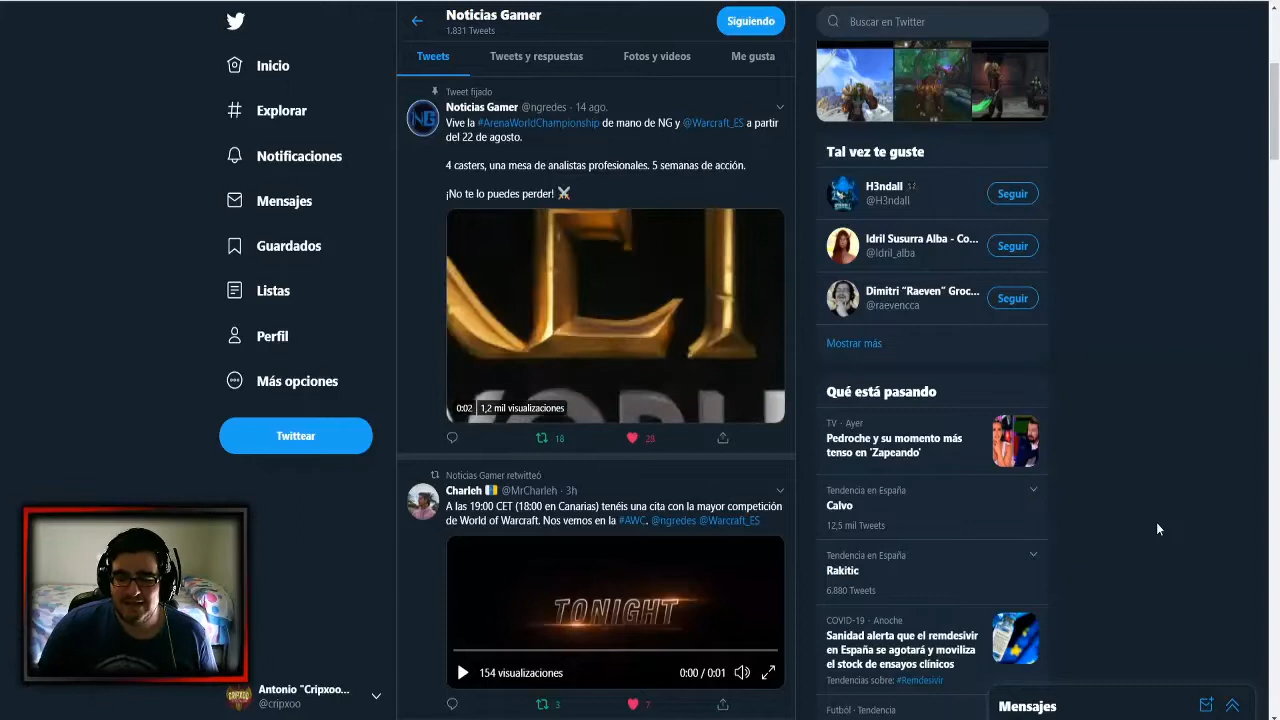 Inicio
Explorar
Notificaciones
Mensajes
Guardados
Listas
Perfil
Más opciones
Twittear
Antonio "Cripxoo...
@cripxoo
Noticias Gamer
1.831 Tweets
Siguiendo
Tweets
Tweets y respuestas
Fotos y videos
Me gusta
Tweet fijado
NG
Noticias Gamer @ngredes · 14 ago.
Vive la #ArenaWorldChampionship de mano de NG y @Warcraft_ES a partir
del 22 de agosto.
4 casters, una mesa de analistas profesionales. 5 semanas de acción.
¡No te lo puedes perder! ⚔
0:02 1,2 mil visualizaciones
18
28
Noticias Gamer retwitteó
Charleh @MrCharleh · 3h
A las 19:00 CET (18:00 en Canarias) tenéis una cita con la mayor competición
de World of Warcraft. Nos vemos en la #AWC. @ngredes @Warcraft_ES
TONIGHT
154 visualizaciones
0:00 / 0:01
3
7
Buscar en Twitter
Tal vez te guste
H3ndall
@H3ndall
Seguir
Idril Susurra Alba - Co...
@Idril_alba
Seguir
Dimitri “Raeven” Groc...
@raevencca
Seguir
Mostrar más
Qué está pasando
TV · Ayer
Pedroche y su momento más
tenso en 'Zapeando'
Tendencia en España
Calvo
12,5 mil Tweets
Tendencia en España
Rakitic
6.880 Tweets
COVID-19 · Anoche
Sanidad alerta que el remdesivir
en España se agotará y moviliza
el stock de ensayos clínicos
Tendencias sobre: #Remdesivir
Futból · Tendencia
Mensajes